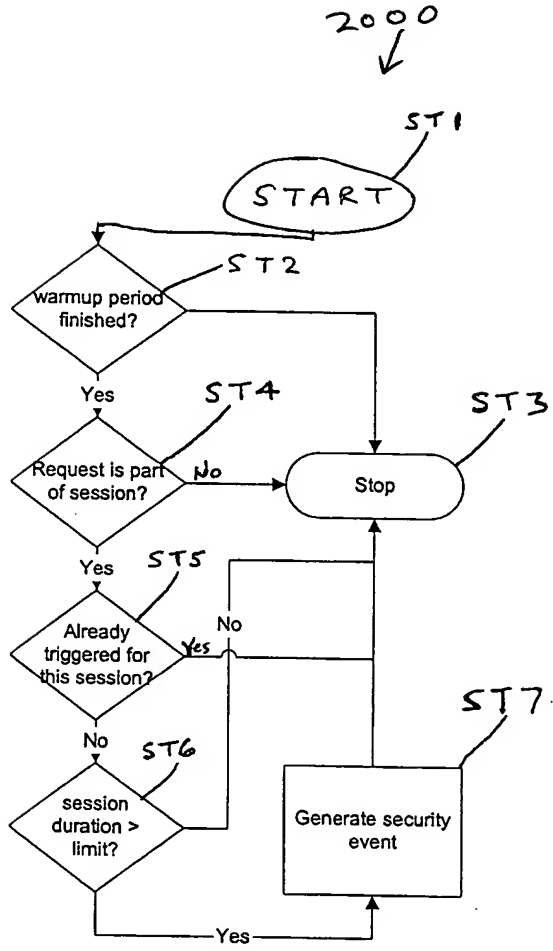 2000
ST1
START
ST2
warmup period
finished?
Yes
ST4
ST3
Request is part
of session?
No
Stop
Yes
ST5
Already
triggered for
this session?
Yes
No
No
ST6
ST7.
session
duration >
limit?
Generate security
event
Yes